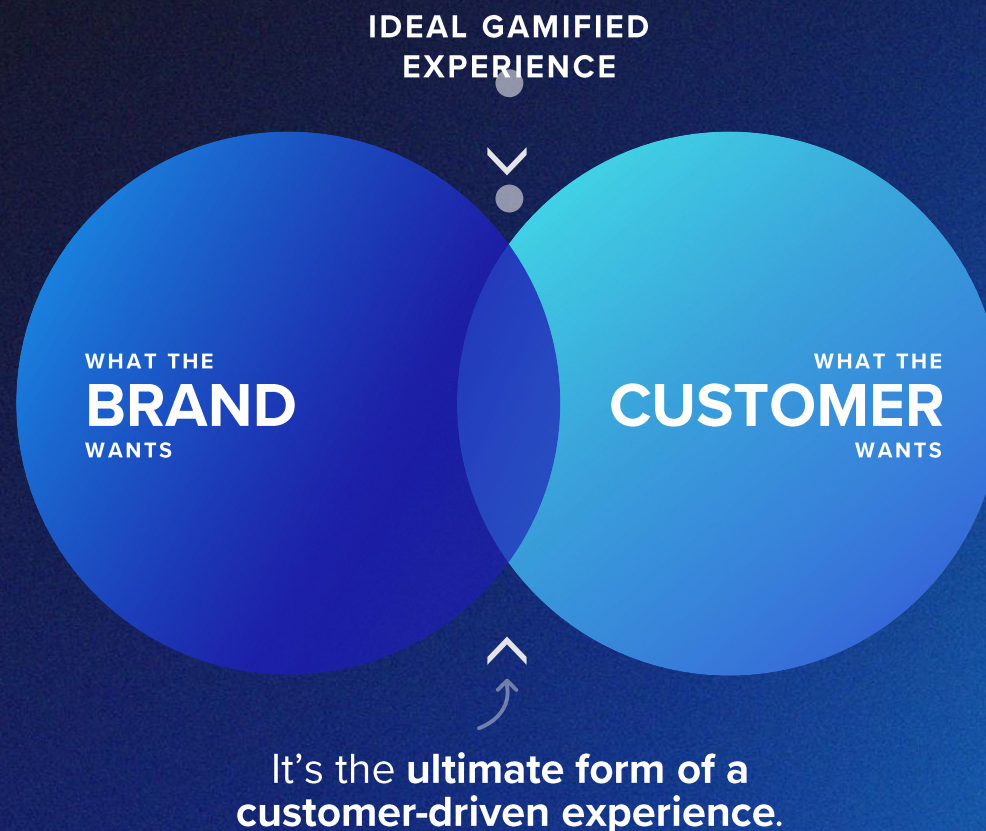 IDEAL GAMIFIED
EXPERIENCE
WHAT THE
BRAND
WANTS
WHAT THE
CUSTOMER
WANTS
It’s the ultimate form of a
customer-driven experience.